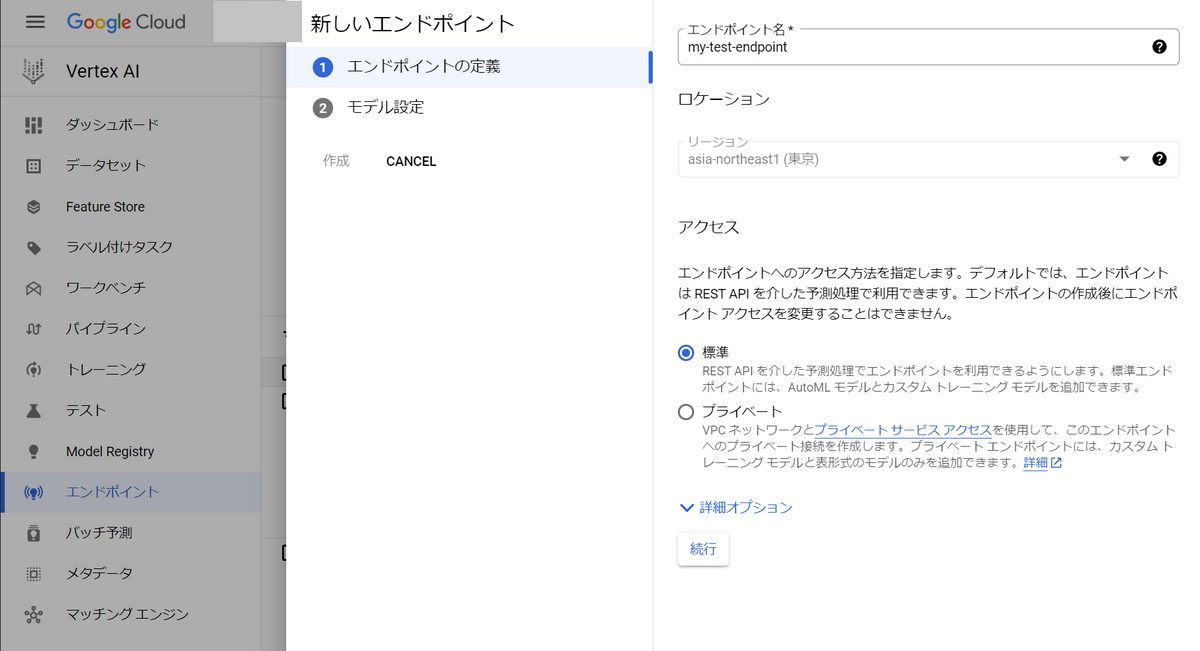 Google Cloud
Vertex AI
ダッシュボード
データセット
Feature Store
ラベル付けタスク
ワークベンチ
パイプライン
トレーニング
テスト
Model Registry
エンドポイント
バッチ予測
メタデータ
マッチング エンジン
新しいエンドポイント
1 エンドポイントの定義
2 モデル設定
作成 CANCEL
エンドポイント名 *
my-test-endpoint
ロケーション
リージョン
asia-northeast1 (東京)
アクセス
エンドポイントへのアクセス方法を指定します。デフォルトでは、エンドポイント
は REST API を介した予測処理で利用できます。エンドポイントの作成後にエンドポ
イント アクセスを変更することはできません。
標準
REST API を介した予測処理でエンドポイントを利用できるようにします。標準エンド
ポイントには、AutoML モデルとカスタム トレーニング モデルを追加できます。
プライベート
VPC ネットワークとプライベート サービス アクセスを使用して、このエンドポイント
へのプライベート接続を作成します。プライベート エンドポイントには、カスタム ト
レーニング モデルと表形式のモデルのみを追加できます。詳細
詳細オプション
続行